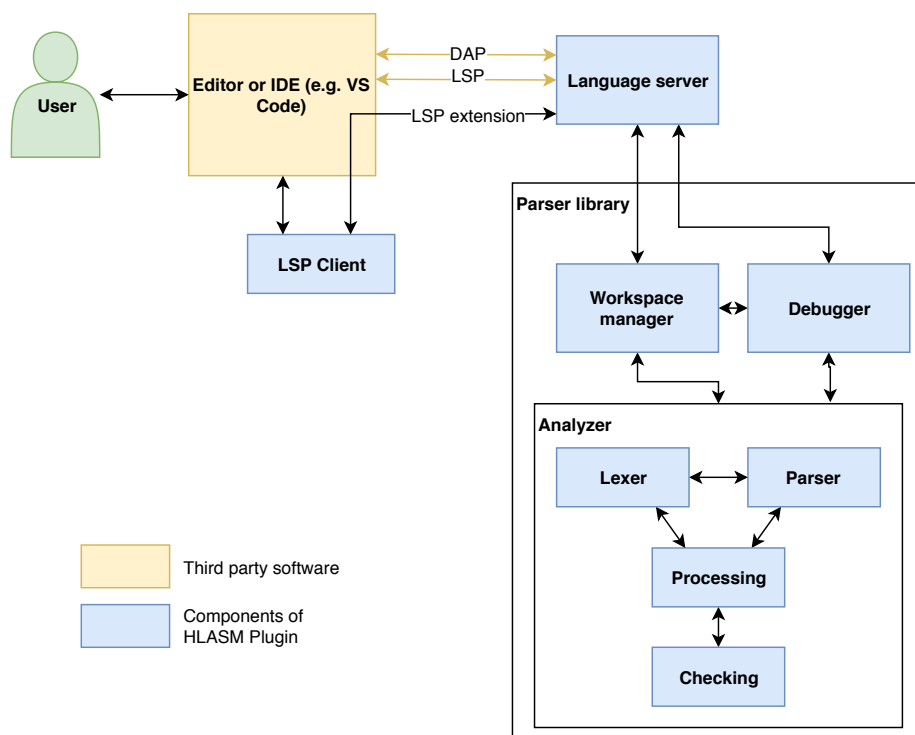 User
Editor or IDE (e.g. VS
Code)
DAP
LSP
LSP extension
Language server
LSP Client
Parser library
Workspace
manager
Debugger
Analyzer
Lexer
Parser
Processing
Checking
Third party software
Components of
HLASM Plugin